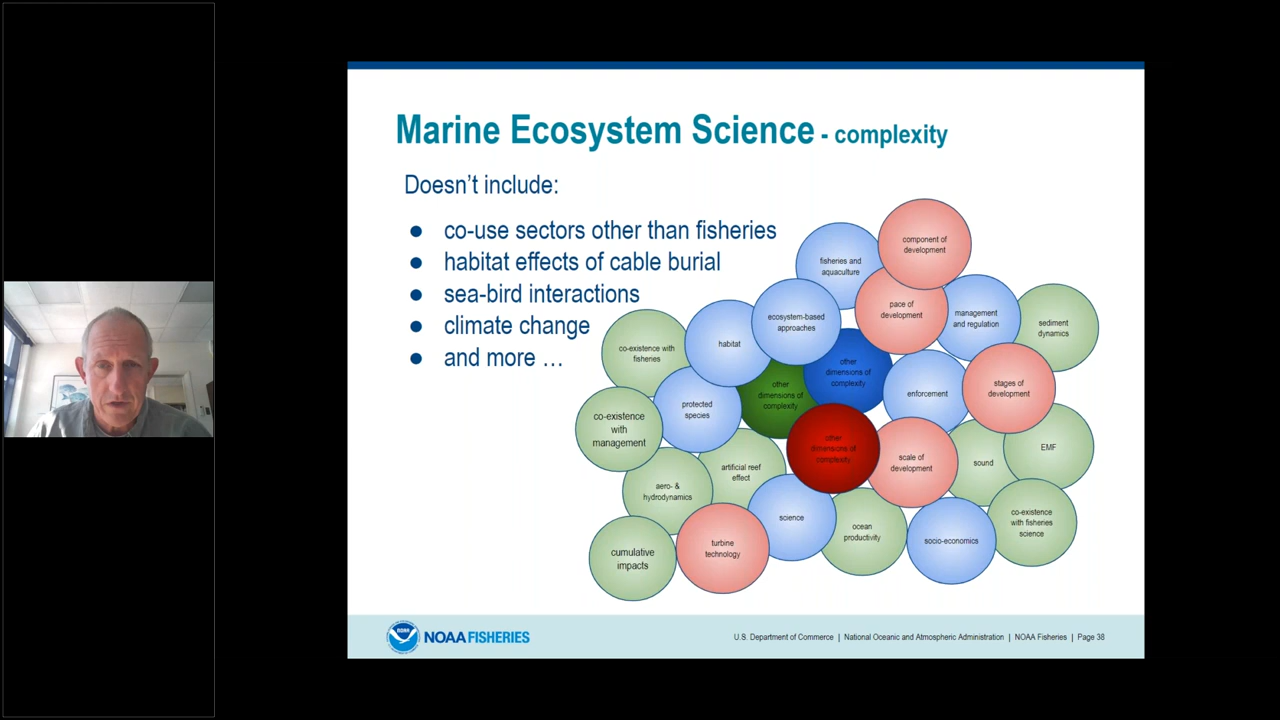 Marine Ecosystem Science - complexity
Doesn't include:
● co-use sectors other than fisheries
● habitat effects of cable burial
● sea-bird interactions
● climate change
● and more …
component of
development
fisheries and
aquaculture
pace of
development
management
and regulation
sediment
dynamics
ecosystem-based
approaches
habitat
co-existence with
fisheries
other
dimensions of
complexity
other
dimensions of
complexity
enforcement
stages of
development
protected
species
co-existence
with
management
other
dimensions of
complexity
scale of
development
sound
EMF
artificial reef
effect
aero- &
hydrodynamics
science
ocean
productivity
socio-economics
co-existence
with fisheries
science
cumulative
impacts
turbine
technology
NOAA
NOAA FISHERIES
U.S. Department of Commerce | National Oceanic and Atmospheric Administration | NOAA Fisheries | Page 38